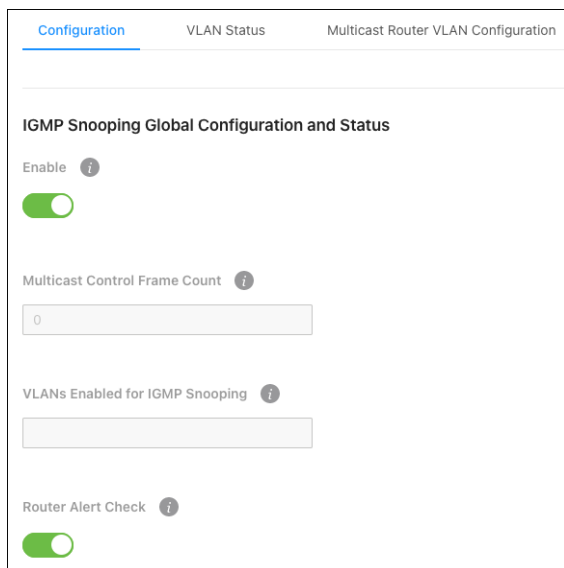 Configuration VLAN Status Multicast Router VLAN Configuration
IGMP Snooping Global Configuration and Status
Enable i
Multicast Control Frame Count i
0
VLANs Enabled for IGMP Snooping i
Router Alert Check i